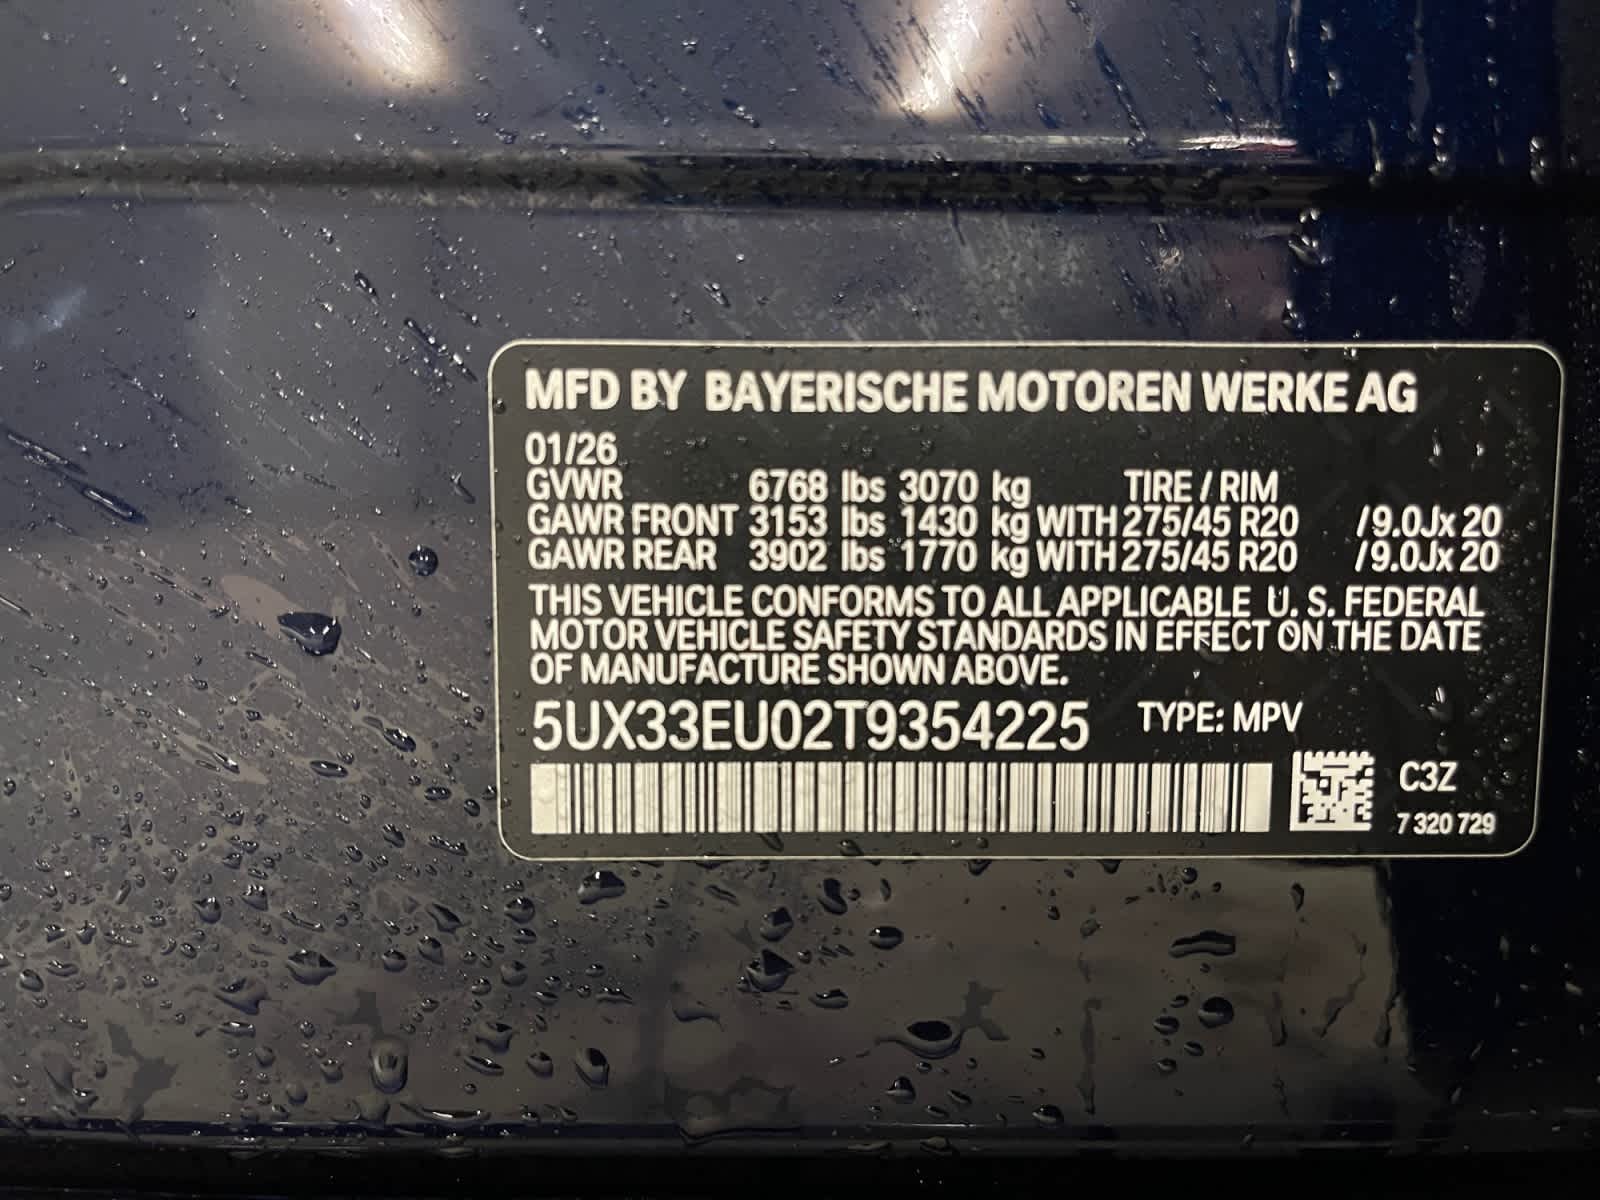 MFD BY BAYERISCHE MOTOREN WERKE AG
01/26
GVWR 6768 lbs 3070 kg TIRE / RIM
GAWR FRONT 3153 lbs 1430 kg WITH 275/45 R20 /9.0Jx 20
GAWR REAR 3902 lbs 1770 kg WITH 275/45 R20 /9.0Jx 20
THIS VEHICLE CONFORMS TO ALL APPLICABLE U. S. FEDERAL
MOTOR VEHICLE SAFETY STANDARDS IN EFFECT ON THE DATE
OF MANUFACTURE SHOWN ABOVE.
5UX33EU02T9354225 TYPE: MPV
C3Z
7 320 729